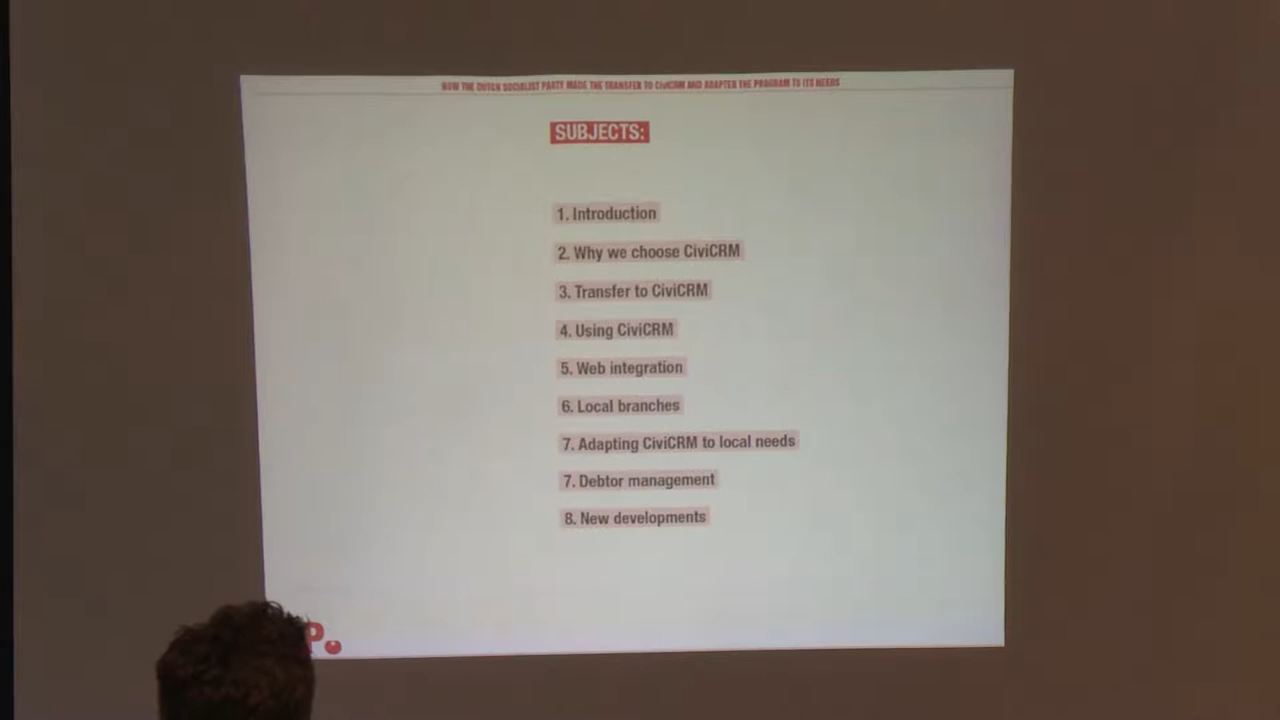 HOW THE DUTCH SOCIALIST PARTY MADE THE TRANSFER TO CiviCRM AND ADAPTED THE PROGRAM TO ITS NEEDS
SUBJECTS:
1. Introduction
2. Why we choose CiviCRM
3. Transfer to CiviCRM
4. Using CiviCRM
5. Web integration
6. Local branches
7. Adapting CiviCRM to local needs
7. Debtor management
8. New developments
P.